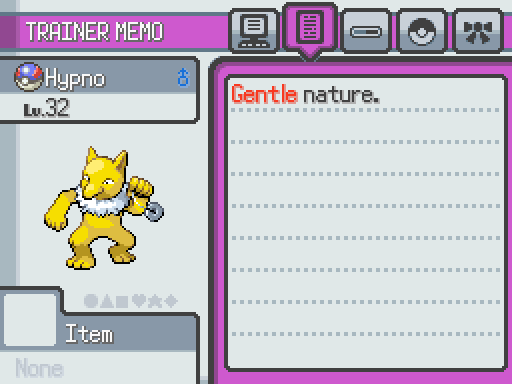 TRAINER MEMO
Hypno ♂
Lv.32
Gentle nature.
Item
None